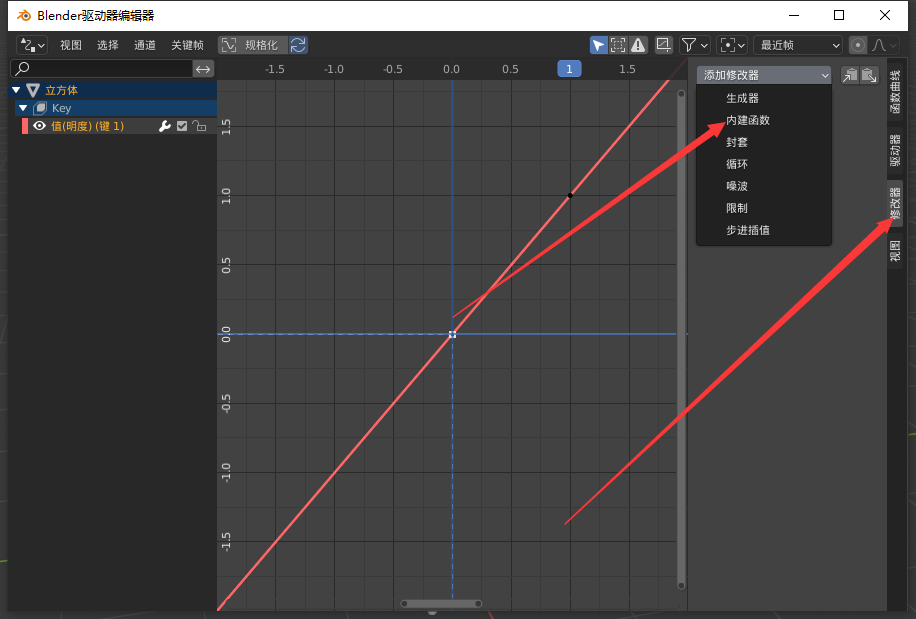 Blender驱动器编辑器
视图 选择 通道 关键帧 规格化 最近帧
-1.5 -1.0 -0.5 0.0 0.5 1 1.5
立方体
Key
值(明度) (键 1)
1.5
1.0
0.5
0.0
-0.5
-1.0
-1.5
添加修改器
生成器
内建函数
封套
循环
噪波
限制
步进插值
函数曲线
驱动器
修改器
视图